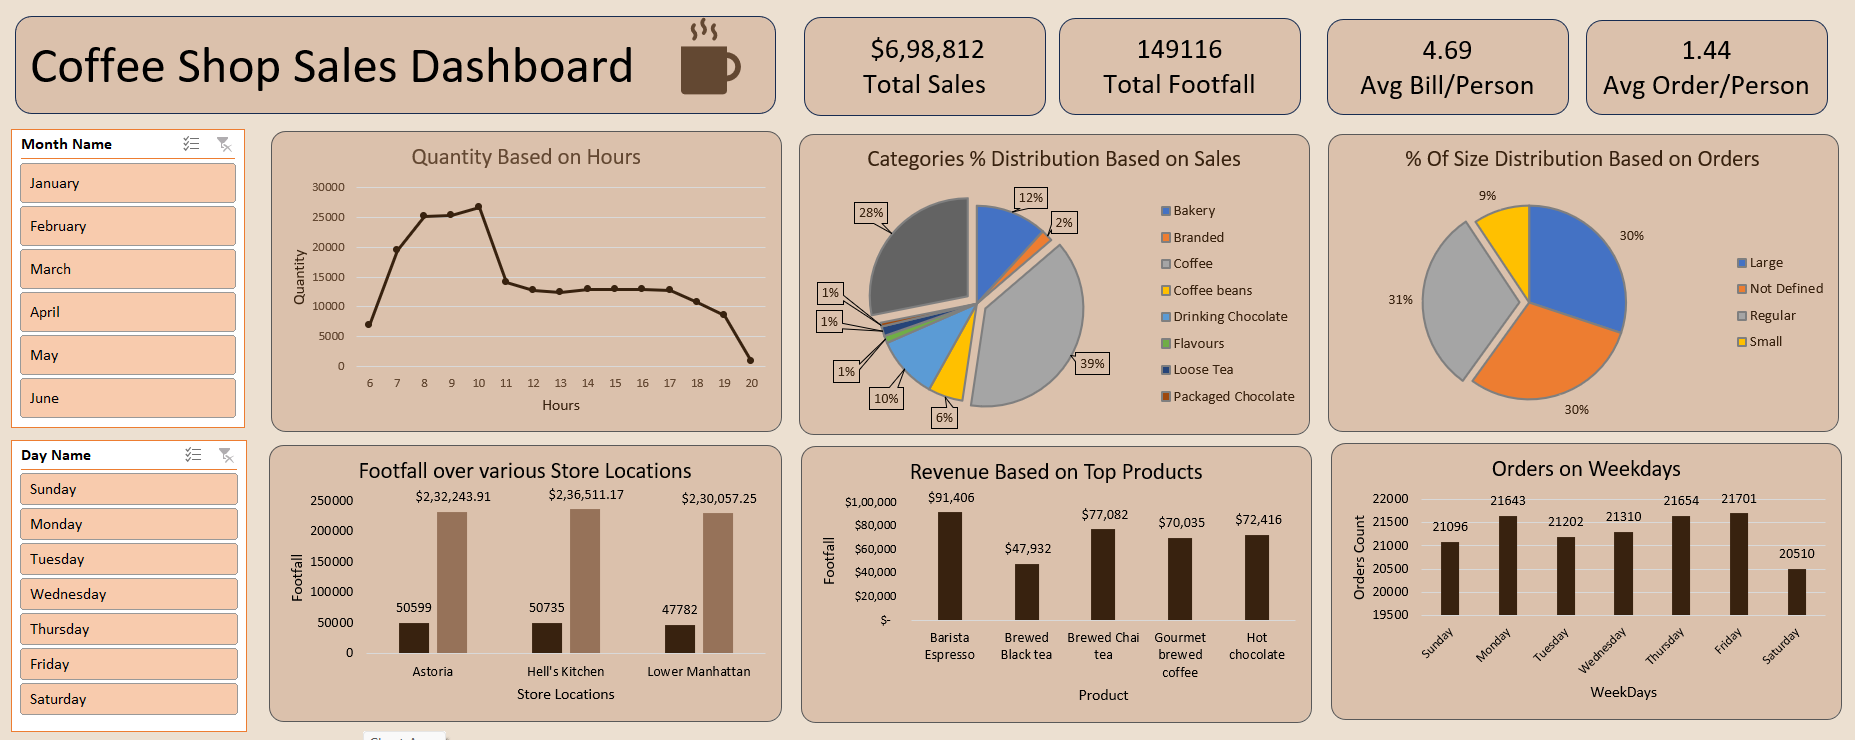 Coffee Shop Sales Dashboard
$6,98,812
Total Sales
149116
Total Footfall
4.69
Avg Bill/Person
1.44
Avg Order/Person
Month Name
January
February
March
April
May
June
Day Name
Sunday
Monday
Tuesday
Wednesday
Thursday
Friday
Saturday
Quantity Based on Hours
Quantity
30000
25000
20000
15000
10000
5000
0
6 7 8 9 10 11 12 13 14 15 16 17 18 19 20
Hours
Categories % Distribution Based on Sales
12%
2%
39%
6%
10%
1%
1%
1%
28%
Bakery
Branded
Coffee
Coffee beans
Drinking Chocolate
Flavours
Loose Tea
Packaged Chocolate
% Of Size Distribution Based on Orders
9%
30%
31%
30%
Large
Not Defined
Regular
Small
Footfall over various Store Locations
Footfall
250000
200000
150000
100000
50000
0
$2,32,243.91 $2,36,511.17 $2,30,057.25
50599 50735 47782
Astoria Hell's Kitchen Lower Manhattan
Store Locations
Revenue Based on Top Products
Footfall
$1,00,000
$80,000
$60,000
$40,000
$20,000
$-
$91,406
$47,932
$77,082
$70,035
$72,416
Barista
Espresso
Brewed
Black tea
Brewed Chai
tea
Gourmet
brewed
coffee
Hot
chocolate
Product
Orders on Weekdays
Orders Count
22000
21500
21000
20500
20000
19500
21096
21643
21202
21310
21654
21701
20510
Sunday
Monday
Tuesday
Wednesday
Thursday
Friday
Saturday
WeekDays